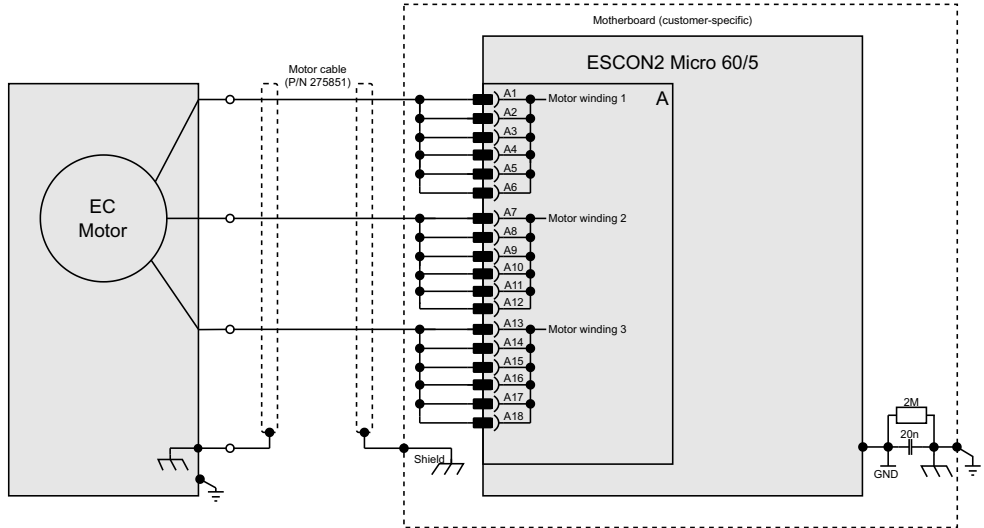 Motherboard (customer-specific)
ESCON2 Micro 60/5
Motor cable
(P/N 275851)
A
A1
Motor winding 1
A2
A3
A4
A5
A6
EC
Motor
A7
Motor winding 2
A8
A9
A10
A11
A12
A13
Motor winding 3
A14
A15
A16
A17
A18
2M
20n
Shield
GND